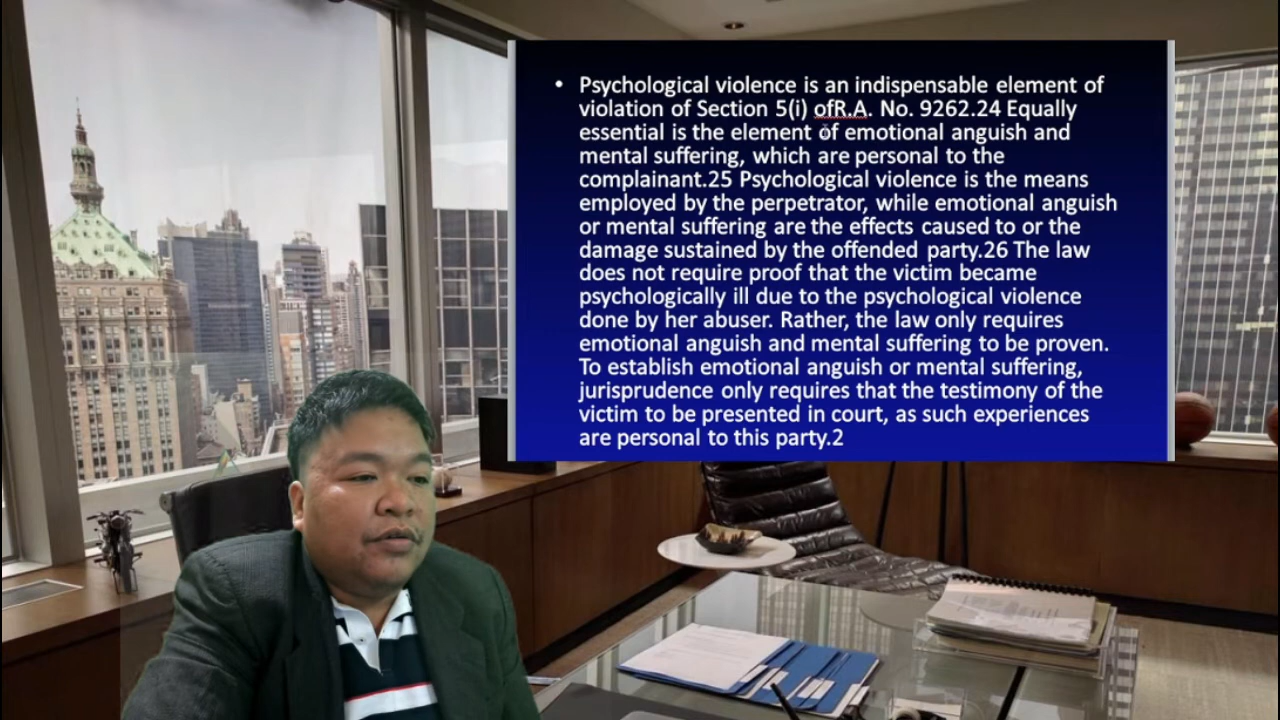 • Psychological violence is an indispensable element of
violation of Section 5(i) ofR.A. No. 9262.24 Equally
essential is the element of emotional anguish and
mental suffering, which are personal to the
complainant.25 Psychological violence is the means
employed by the perpetrator, while emotional anguish
or mental suffering are the effects caused to or the
damage sustained by the offended party.26 The law
does not require proof that the victim became
psychologically ill due to the psychological violence
done by her abuser. Rather, the law only requires
emotional anguish and mental suffering to be proven.
To establish emotional anguish or mental suffering,
jurisprudence only requires that the testimony of the
victim to be presented in court, as such experiences
are personal to this party.2